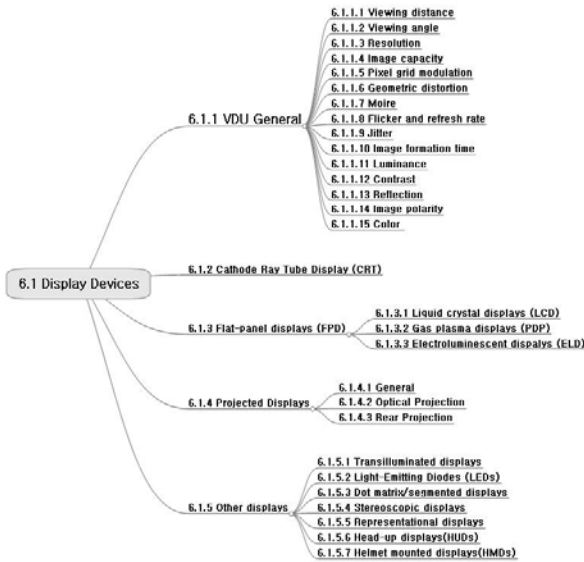 6.1 Display Devices
6.1.1 VDU General
6.1.1.1 Viewing distance
6.1.1.2 Viewing angle
6.1.1.3 Resolution
6.1.1.4 Image capacity
6.1.1.5 Pixel grid modulation
6.1.1.6 Geometric distortion
6.1.1.7 Moire
6.1.1.8 Flicker and refresh rate
6.1.1.9 Jitter
6.1.1.10 Image formation time
6.1.1.11 Luminance
6.1.1.12 Contrast
6.1.1.13 Reflection
6.1.1.14 Image polarity
6.1.1.15 Color
6.1.2 Cathode Ray Tube Display (CRT)
6.1.3 Flat-panel displays (FPD)
6.1.3.1 Liquid crystal displays (LCD)
6.1.3.2 Gas plasma displays (PDP)
6.1.3.3 Electroluminescent dispalys (ELD)
6.1.4 Projected Displays
6.1.4.1 General
6.1.4.2 Optical Projection
6.1.4.3 Rear Projection
6.1.5 Other displays
6.1.5.1 Transilluminated displays
6.1.5.2 Light-Emitting Diodes (LEDs)
6.1.5.3 Dot matrix/segmented displays
6.1.5.4 Stereoscopic displays
6.1.5.5 Representational displays
6.1.5.6 Head-up displays(HUDs)
6.1.5.7 Helmet mounted displays(HMDs)